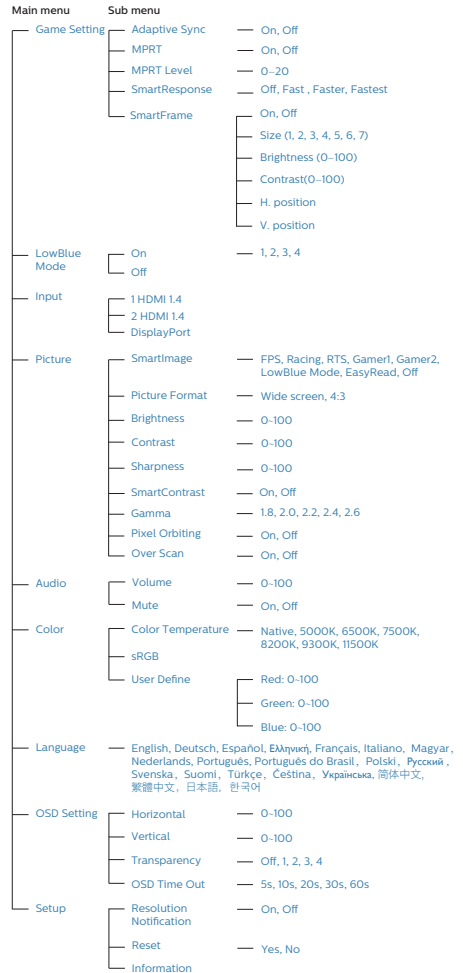 Main menu Sub menu
Game Setting Adaptive Sync On, Off
MPRT On, Off
MPRT Level 0–20
SmartResponse Off, Fast , Faster, Fastest
SmartFrame On, Off
Size (1, 2, 3, 4, 5, 6, 7)
Brightness (0–100)
Contrast(0–100)
H. position
V. position
LowBlue On 1, 2, 3, 4
Mode Off
Input 1 HDMI 1.4
2 HDMI 1.4
DisplayPort
Picture SmartImage FPS, Racing, RTS, Gamer1, Gamer2,
LowBlue Mode, EasyRead, Off
Picture Format Wide screen, 4:3
Brightness 0~100
Contrast 0~100
Sharpness 0~100
SmartContrast On, Off
Gamma 1.8, 2.0, 2.2, 2.4, 2.6
Pixel Orbiting On, Off
Over Scan On, Off
Audio Volume 0~100
Mute On, Off
Color Color Temperature Native, 5000K, 6500K, 7500K,
8200K, 9300K, 11500K
sRGB
User Define Red: 0~100
Green: 0~100
Blue: 0~100
Language English, Deutsch, Español, Ελληνική, Français, Italiano, Magyar,
Nederlands, Português, Português do Brasil, Polski, Русский ,
Svenska, Suomi, Türkçe, Čeština, Українська, 简体中文,
繁體中文, 日本語, 한국어
OSD Setting Horizontal 0~100
Vertical 0~100
Transparency Off, 1, 2, 3, 4
OSD Time Out 5s, 10s, 20s, 30s, 60s
Setup Resolution On, Off
Notification
Reset Yes, No
Information